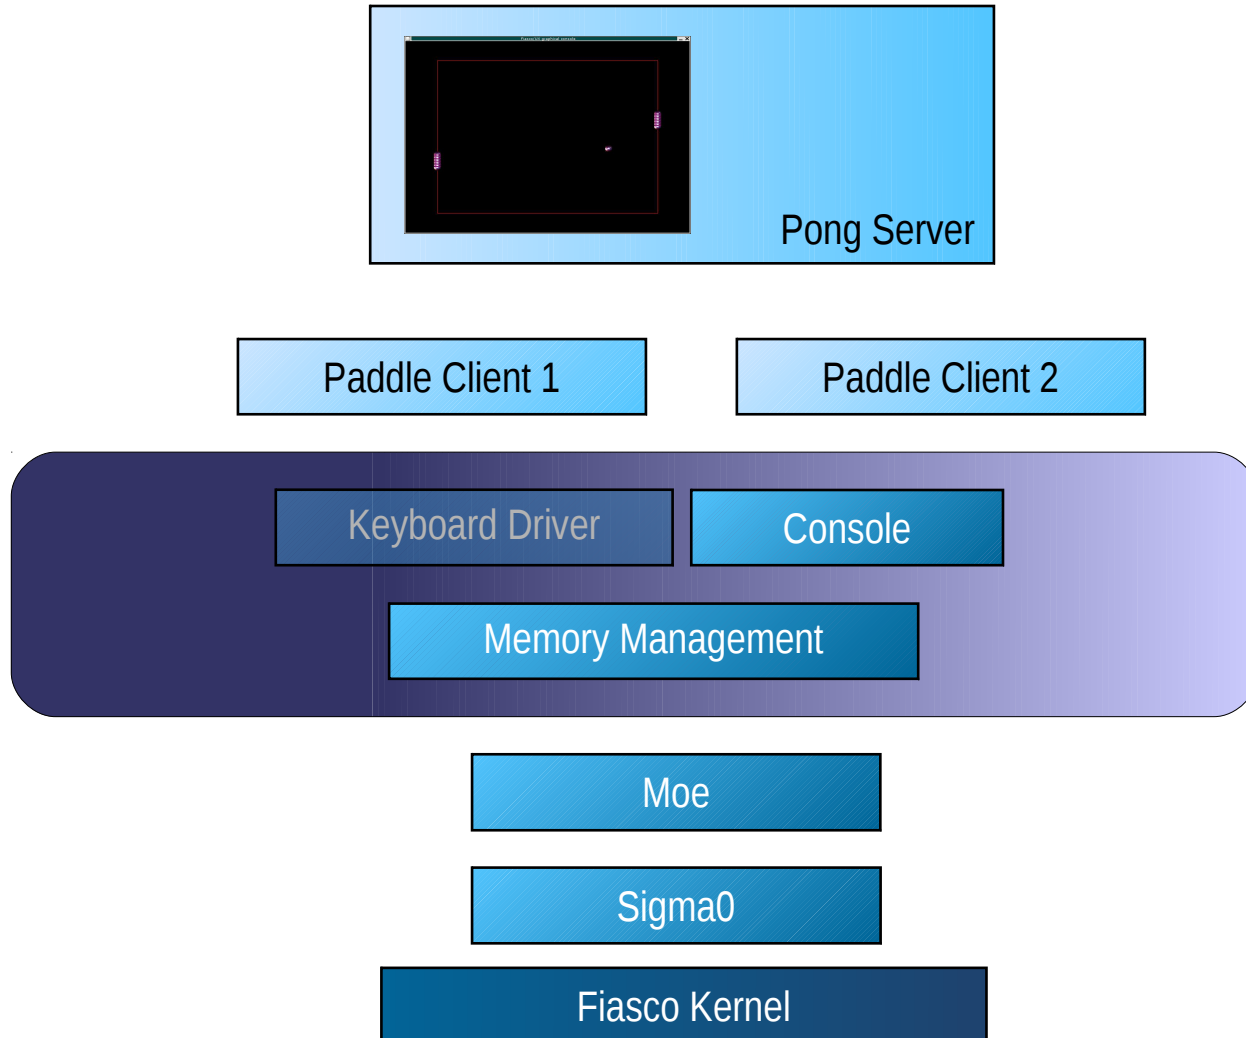 Pong Server
Paddle Client 1
Paddle Client 2
Keyboard Driver
Console
Memory Management
Moe
Sigma0
Fiasco Kernel